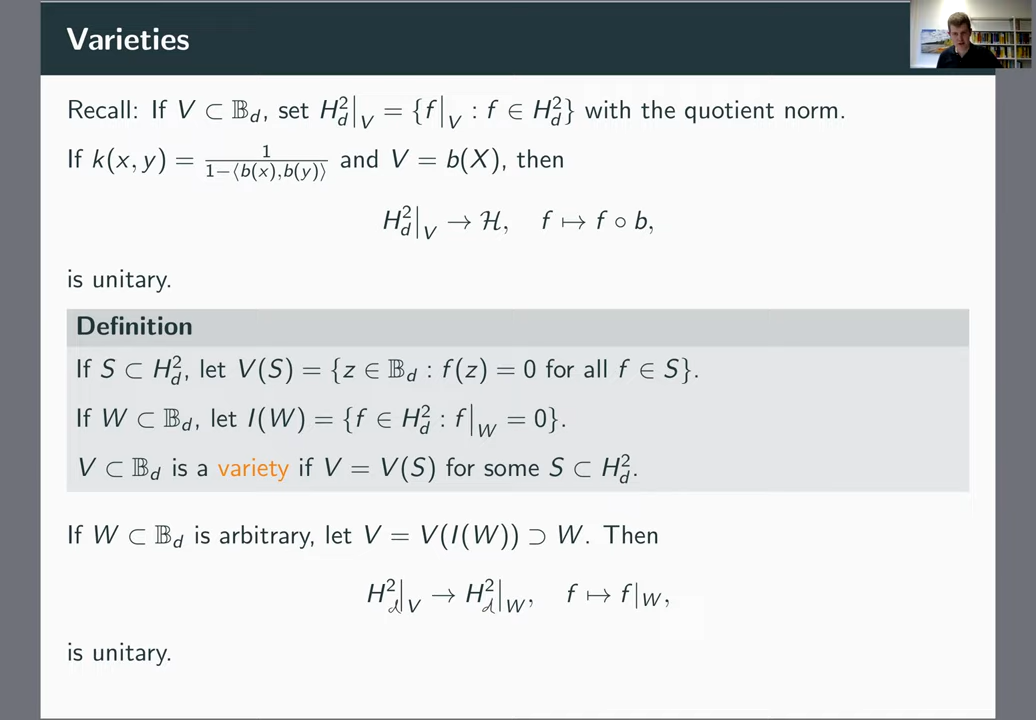 Varieties
Recall: If V ⊂ 𝔹_d, set H²_d|_V = {f|_V : f ∈ H²_d} with the quotient norm.
If k(x, y) = 1/(1−⟨b(x),b(y)⟩) and V = b(X), then
H²_d|_V → ℋ, f ↦ f ∘ b,
is unitary.
Definition
If S ⊂ H²_d, let V(S) = {z ∈ 𝔹_d : f(z) = 0 for all f ∈ S}.
If W ⊂ 𝔹_d, let I(W) = {f ∈ H²_d : f|_W = 0}.
V ⊂ 𝔹_d is a variety if V = V(S) for some S ⊂ H²_d.
If W ⊂ 𝔹_d is arbitrary, let V = V(I(W)) ⊃ W. Then
H²_d|_V → H²_d|_W, f ↦ f|_W,
is unitary.